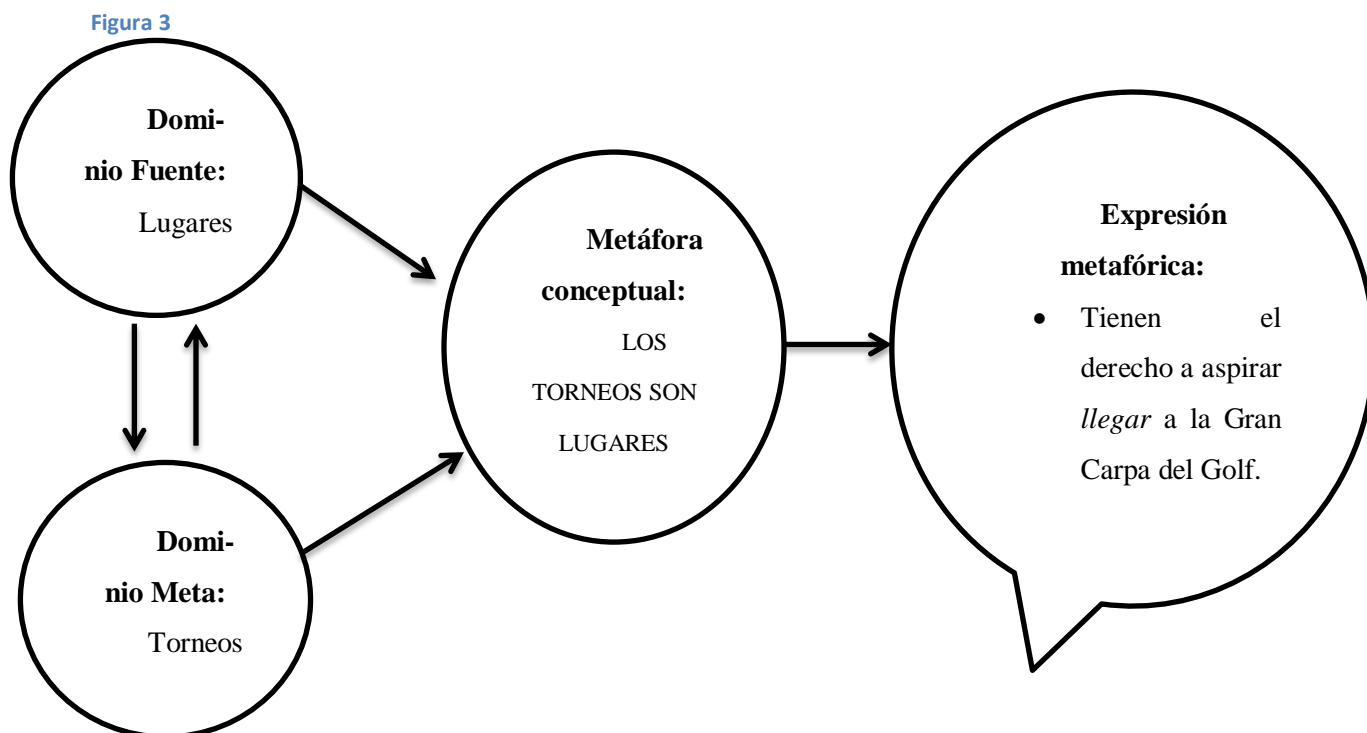 Figura 3
Domi-
nio Fuente:
Lugares
Domi-
nio Meta:
Torneos
Metáfora
conceptual:
LOS
TORNEOS SON
LUGARES
Expresión
metafórica:
• Tienen el
derecho a aspirar
llegar a la Gran
Carpa del Golf.